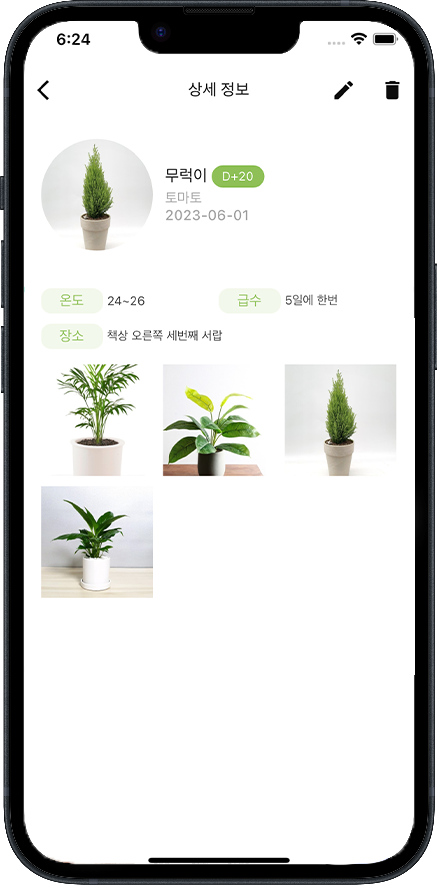 6:24
상세 정보
무럭이 D+20
토마토
2023-06-01
온도 24~26 급수 5일에 한번
장소 책상 오른쪽 세번째 서랍